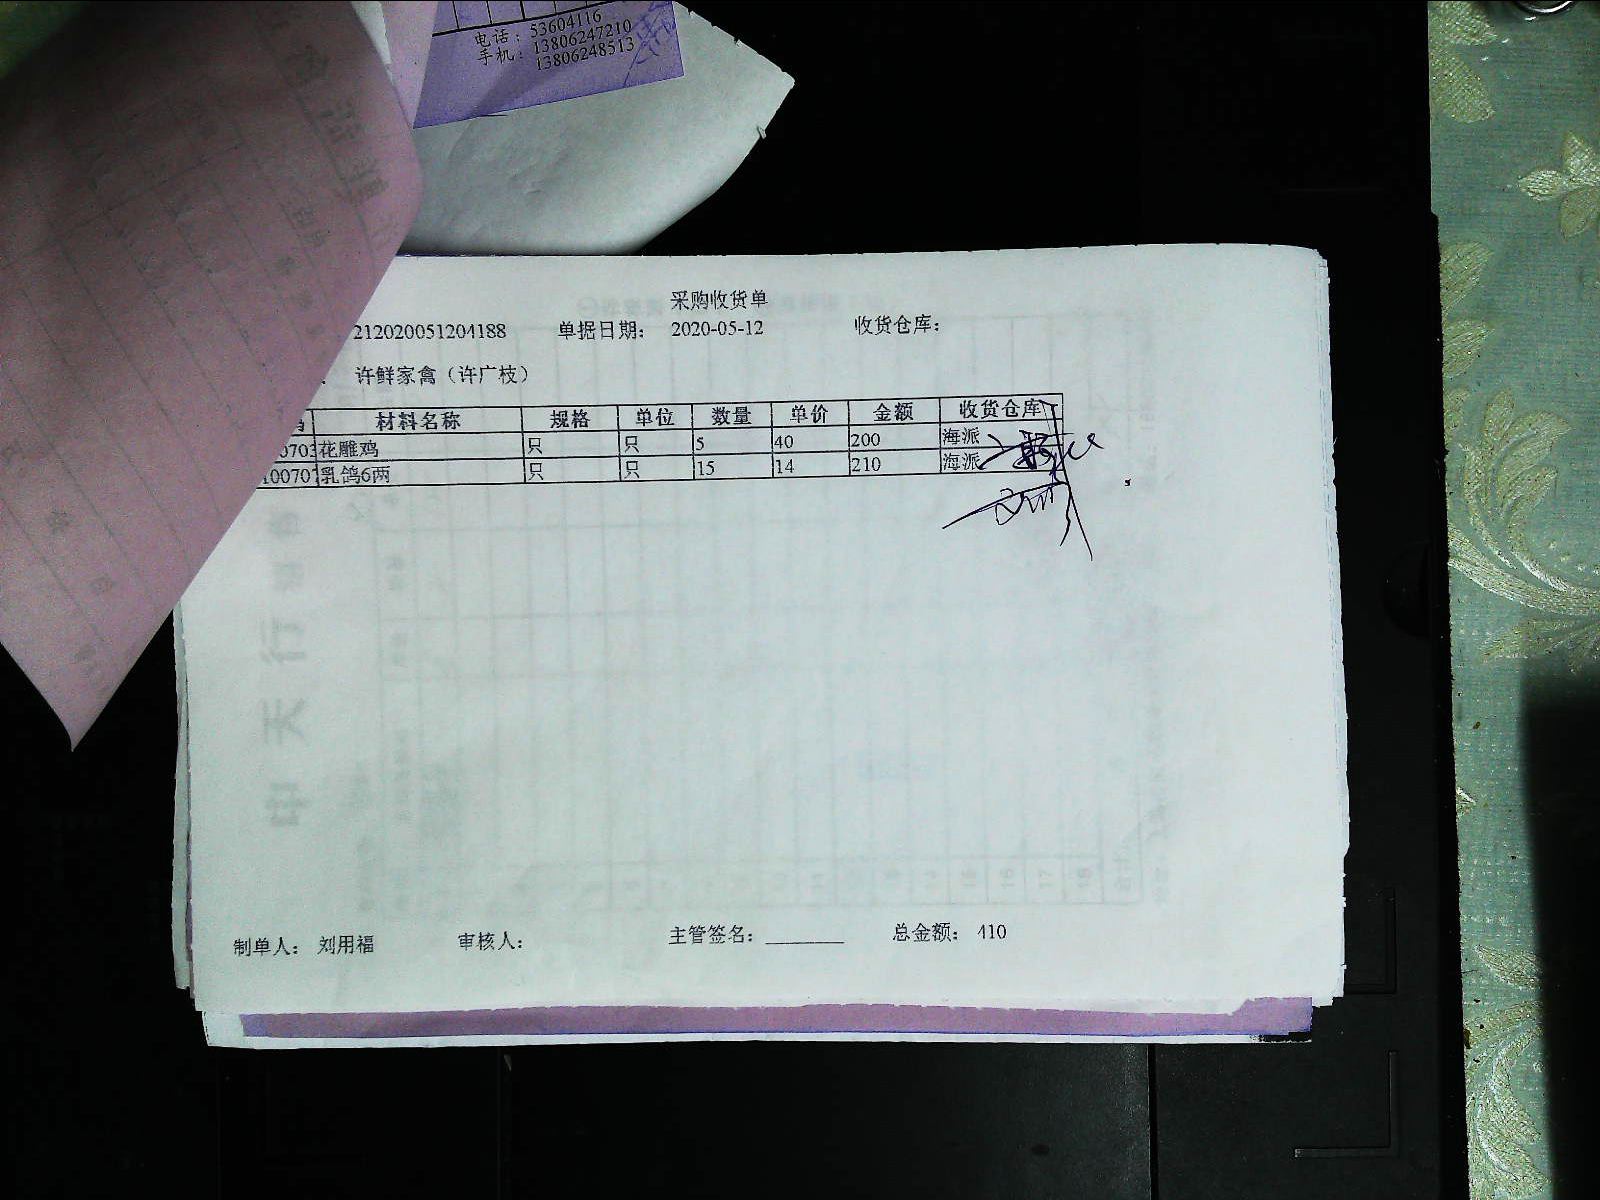 电话：53604116
手机：13806247210
13806248513
采购收货单
212020051204188 单据日期： 2020-05-12 收货仓库：
许鲜家禽（许广枝）
材料名称 规格 单位 数量 单价 金额 收货仓库
0703 花雕鸡 只 只 5 40 200 海派
00707 乳鸽6两 只 只 15 14 210 海派
制单人： 刘用福 审核人： 主管签名：________ 总金额： 410